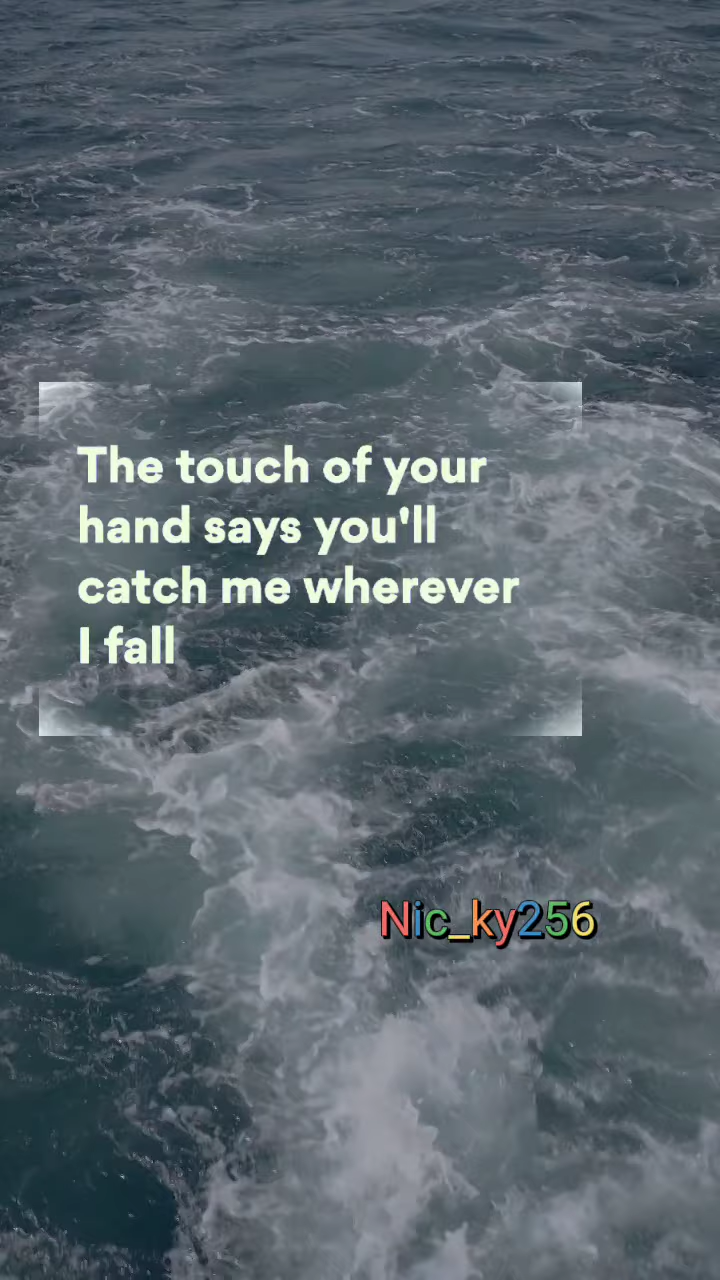 The touch of your
hand says you'll
catch me wherever
I fall
Nic_ky256